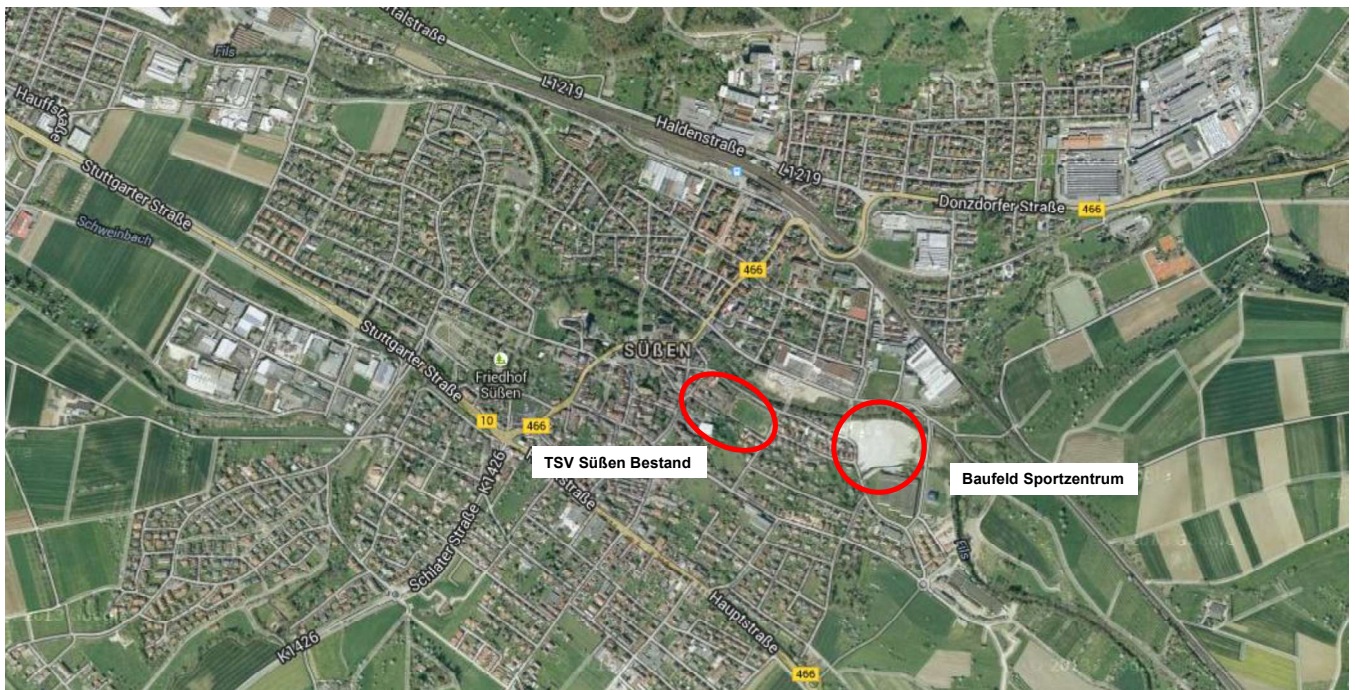 Fils
L1219
Hauffstraße
Haldenstraße
Stuttgarter Straße
L1219
Donzdorfer Straße
466
Schweinbach
466
Stuttgarter Straße
SÜßEN
Friedhof
Süßen
10
466
TSV Süßen Bestand
Baufeld Sportzentrum
K1426
Schlater Straße
Fils
Hauptstraße
K1426
466